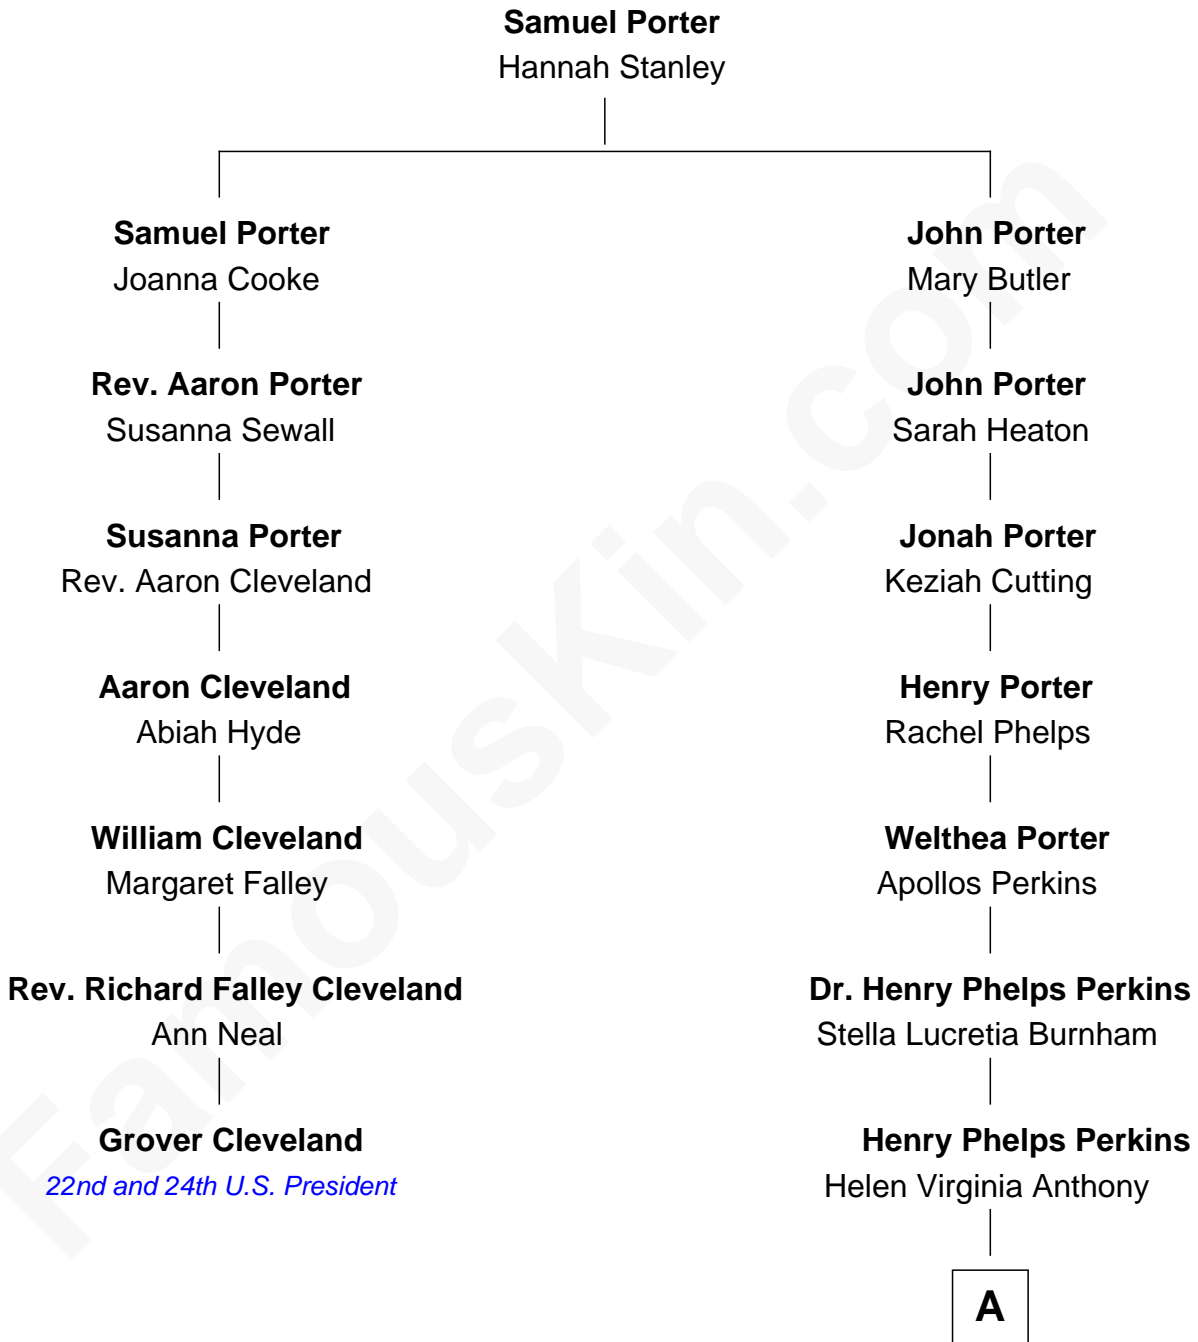 Samuel Porter
Hannah Stanley
Samuel Porter
Joanna Cooke
John Porter
Mary Butler
Rev. Aaron Porter
Susanna Sewall
John Porter
Sarah Heaton
Susanna Porter
Rev. Aaron Cleveland
Jonah Porter
Keziah Cutting
Aaron Cleveland
Abiah Hyde
Henry Porter
Rachel Phelps
William Cleveland
Margaret Falley
Welthea Porter
Apollos Perkins
Rev. Richard Falley Cleveland
Ann Neal
Dr. Henry Phelps Perkins
Stella Lucretia Burnham
Grover Cleveland
22nd and 24th U.S. President
Henry Phelps Perkins
Helen Virginia Anthony
A
FamousKin.com